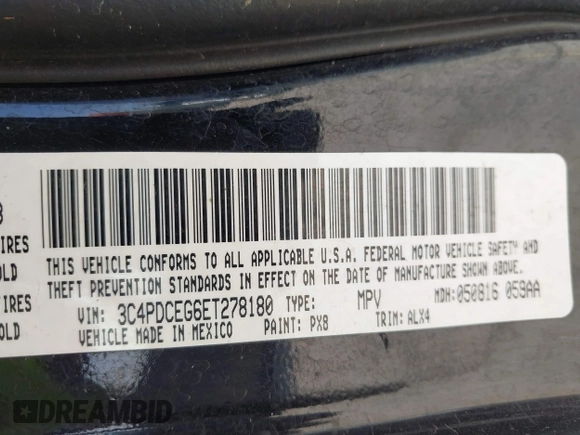 IRES
THIS VEHICLE CONFORMS TO ALL APPLICABLE U.S.A. FEDERAL MOTOR VEHICLE SAFETY AND
OLD
THEFT PREVENTION STANDARDS IN EFFECT ON THE DATE OF MANUFACTURE SHOWN ABOVE.
IRES
VIN: 3C4PDCEG6ET278180 TYPE: MPV MDH: 050816 059AA
OLD
VEHICLE MADE IN MEXICO PAINT: PX8 TRIM: ALX4
DREAMBID